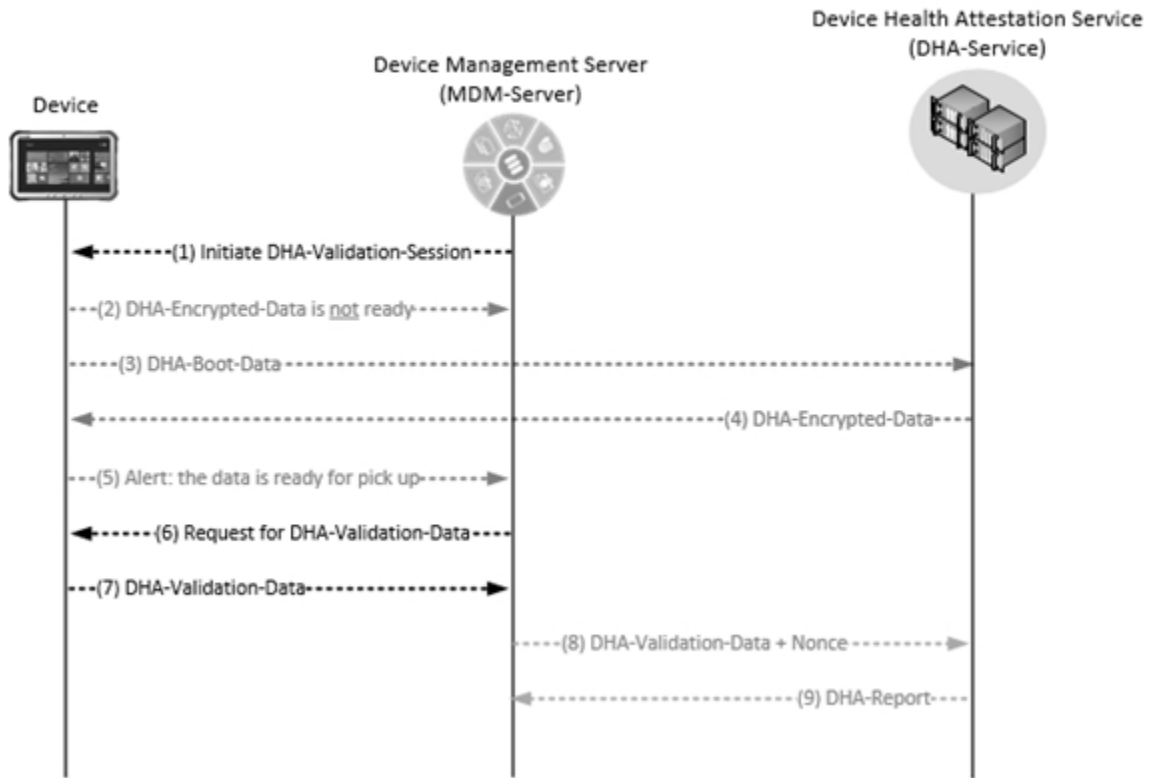 Device Health Attestation Service
(DHA-Service)
Device Management Server
(MDM-Server)
Device
(1) Initiate DHA-Validation-Session
(2) DHA-Encrypted-Data is not ready
(3) DHA-Boot-Data
(4) DHA-Encrypted-Data
(5) Alert: the data is ready for pick up
(6) Request for DHA-Validation-Data
(7) DHA-Validation-Data
(8) DHA-Validation-Data + Nonce
(9) DHA-Report